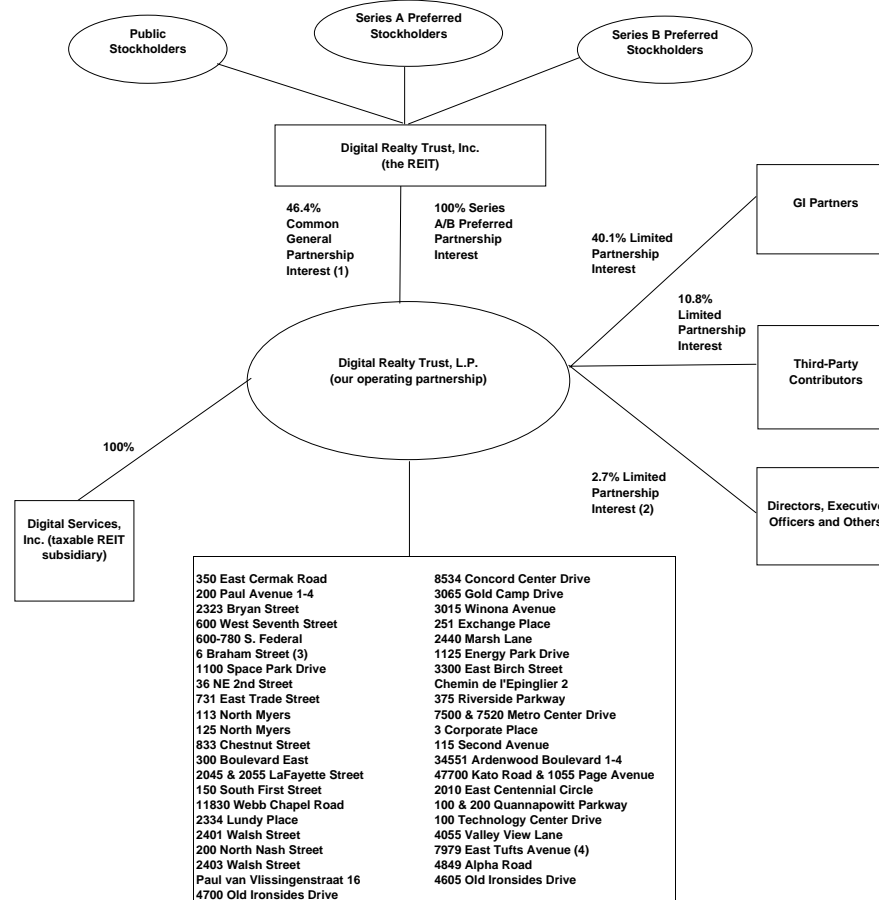 Public
Stockholders
Series A Preferred
Stockholders
Series B Preferred
Stockholders
Digital Realty Trust, Inc.
(the REIT)
46.4%
Common
General
Partnership
Interest (1)
100% Series
A/B Preferred
Partnership
Interest
GI Partners
40.1% Limited
Partnership
Interest
10.8%
Limited
Partnership
Interest
Digital Realty Trust, L.P.
(our operating partnership)
Third-Party
Contributors
100%
2.7% Limited
Partnership
Interest (2)
Directors, Executive
Officers and Others
Digital Services,
Inc. (taxable REIT
subsidiary)
350 East Cermak Road
200 Paul Avenue 1-4
2323 Bryan Street
600 West Seventh Street
600-780 S. Federal
6 Braham Street (3)
1100 Space Park Drive
36 NE 2nd Street
731 East Trade Street
113 North Myers
125 North Myers
833 Chestnut Street
300 Boulevard East
2045 & 2055 LaFayette Street
150 South First Street
11830 Webb Chapel Road
2334 Lundy Place
2401 Walsh Street
200 North Nash Street
2403 Walsh Street
Paul van Vlissingenstraat 16
4700 Old Ironsides Drive
8534 Concord Center Drive
3065 Gold Camp Drive
3015 Winona Avenue
251 Exchange Place
2440 Marsh Lane
1125 Energy Park Drive
3300 East Birch Street
Chemin de l'Epinglier 2
375 Riverside Parkway
7500 & 7520 Metro Center Drive
3 Corporate Place
115 Second Avenue
34551 Ardenwood Boulevard 1-4
47700 Kato Road & 1055 Page Avenue
2010 East Centennial Circle
100 & 200 Quannapowitt Parkway
100 Technology Center Drive
4055 Valley View Lane
7979 East Tufts Avenue (4)
4849 Alpha Road
4605 Old Ironsides Drive